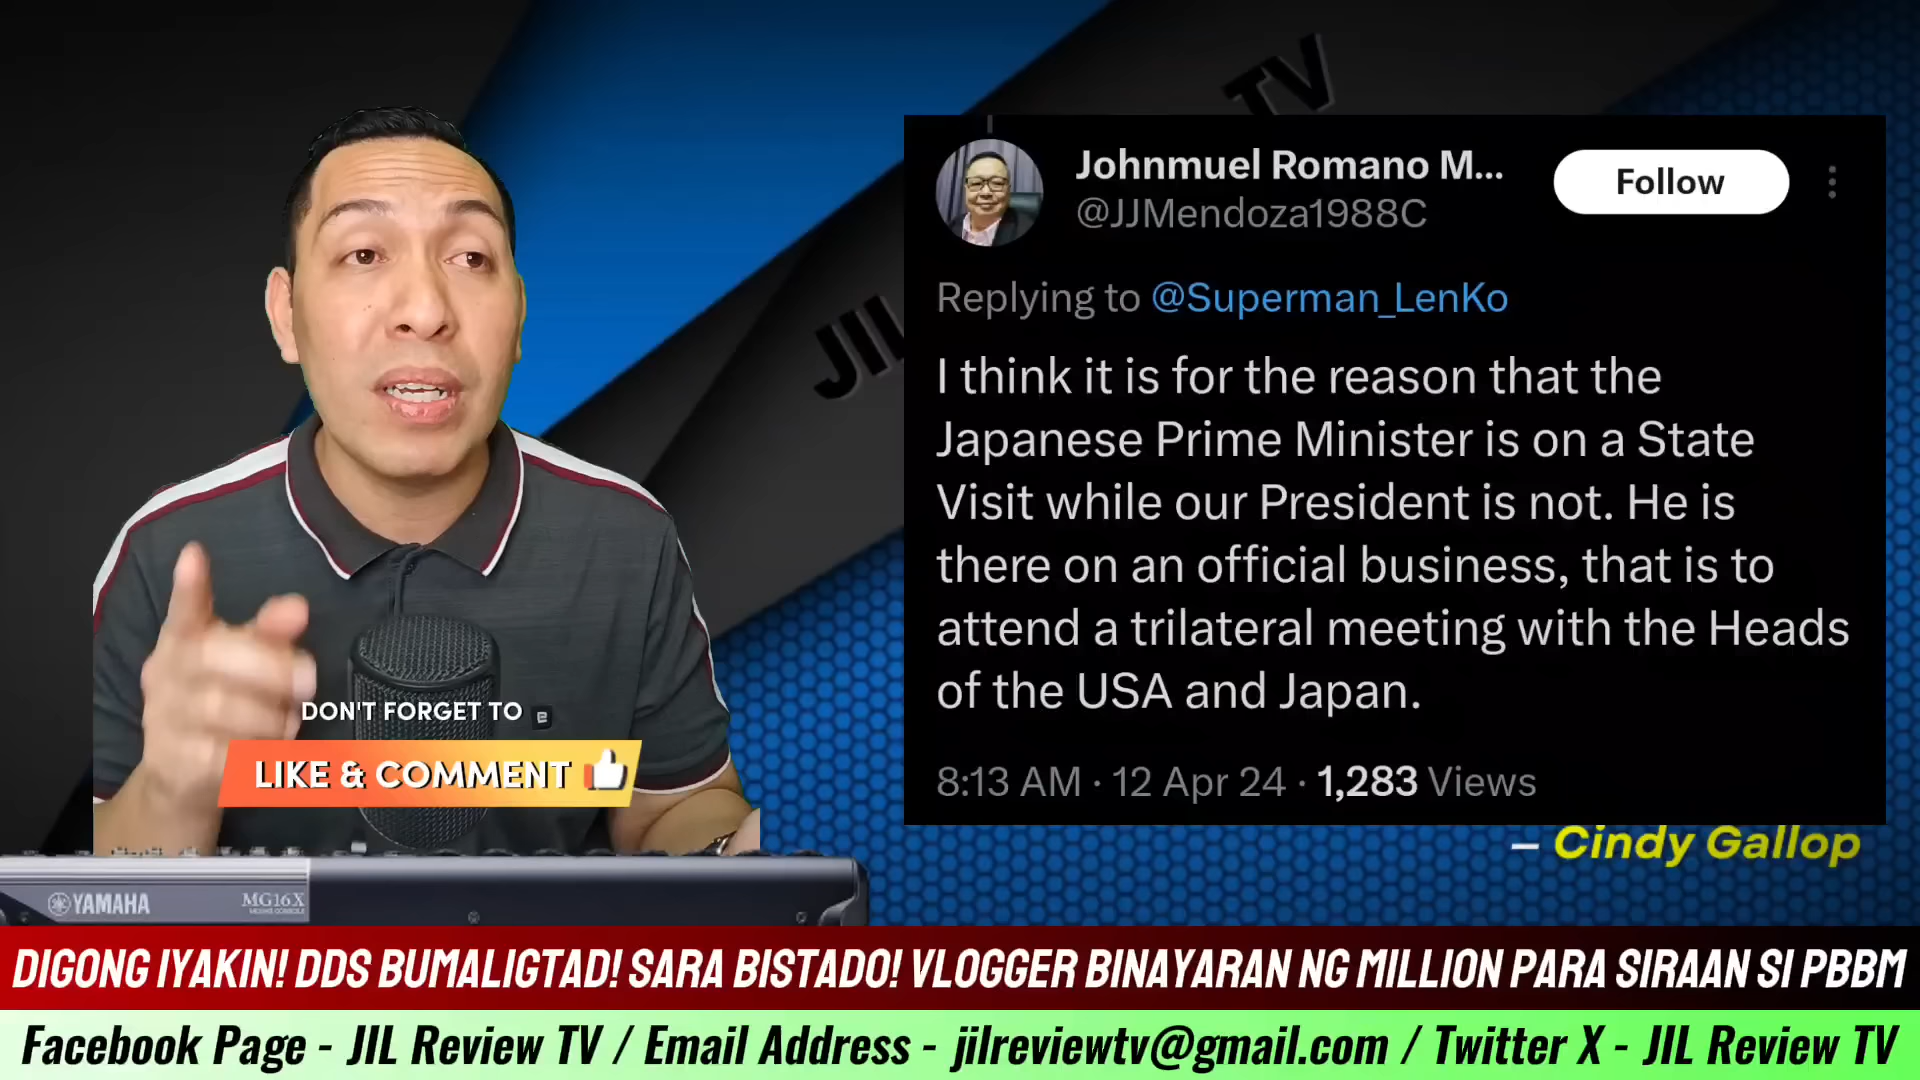 TV
JIL
Johnmuel Romano M...
@JJMendoza1988C
Follow
Replying to @Superman_LenKo
I think it is for the reason that the
Japanese Prime Minister is on a State
Visit while our President is not. He is
there on an official business, that is to
attend a trilateral meeting with the Heads
of the USA and Japan.
8:13 AM · 12 Apr 24 · 1,283 Views
– Cindy Gallop
DON'T FORGET TO
LIKE & COMMENT
YAMAHA
MG16X
DIGONG IYAKIN! DDS BUMALIGTAD! SARA BISTADO! VLOGGER BINAYARAN NG MILLION PARA SIRAAN SI PBBM
Facebook Page - JIL Review TV / Email Address - jilreviewtv@gmail.com / Twitter X - JIL Review TV